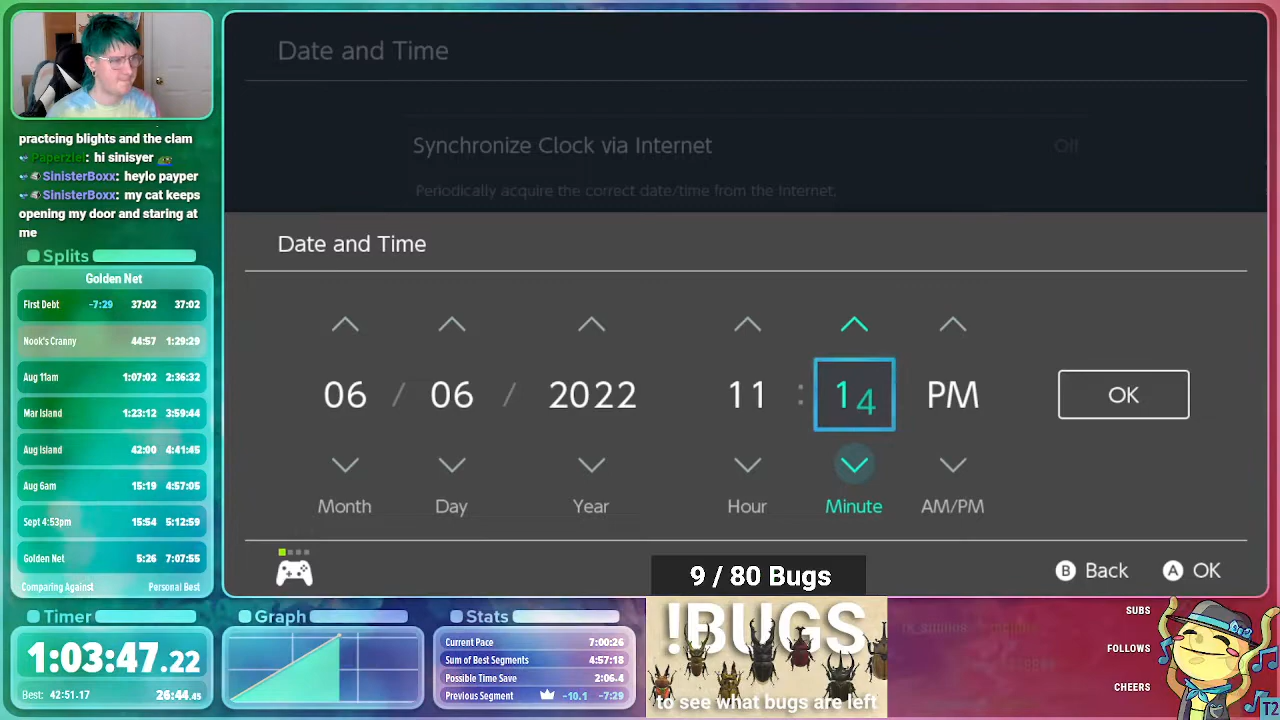 practcing blights and the clam
Paperziel: hi sinisyer
SinisterBoxx: heylo payper
SinisterBoxx: my cat keeps
opening my door and staring at
me
Splits
Golden Net
First Debt -7:29 37:02 37:02
Nook's Cranny 44:57 1:29:29
Aug 11am 1:07:02 2:36:32
Mar Island 1:23:12 3:59:44
Aug Island 42:00 4:41:45
Aug 6am 15:19 4:57:05
Sept 4:53pm 15:54 5:12:59
Golden Net 5:26 7:07:55
Comparing Against Personal Best
Timer
1:03:47.22
Best: 42:51.17 26:44.45
Date and Time
Synchronize Clock via Internet Off
Periodically acquire the correct date/time from the Internet.
Date and Time
06 / 06 / 2022 11 : 14 PM OK
Month Day Year Hour Minute AM/PM
B Back A OK
9 / 80 Bugs
Graph
Stats
Current Pace 7:00:26
Sum of Best Segments 4:57:18
Possible Time Save 2:06.4
Previous Segment -10.1 -7:29
!BUGS
to see what bugs are left
SUBS
FOLLOWS
CHEERS
T2